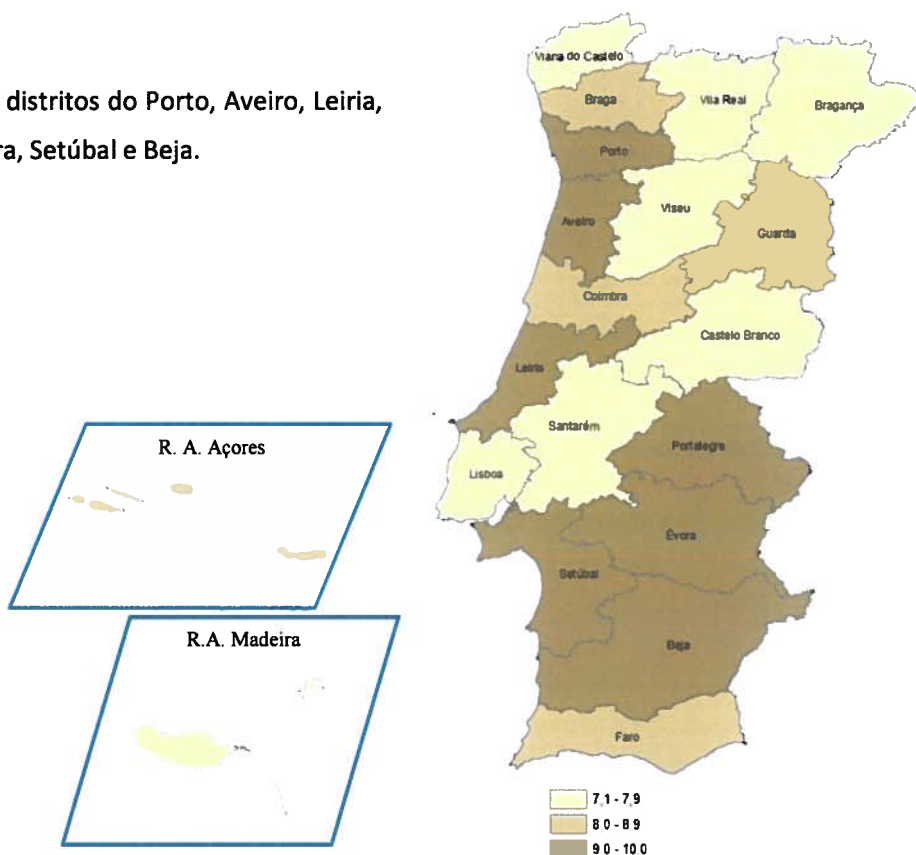 distritos do Porto, Aveiro, Leiria,
ra, Setúbal e Beja.
Viana do Castelo
Braga
Vila Real
Bragança
Porto
Aveiro
Viseu
Guarda
Coimbra
Castelo Branco
Leiria
Santarém
Portalegre
Lisboa
Évora
Setúbal
Beja
Faro
R. A. Açores
R.A. Madeira
7,1 - 7,9
8 0 - 8 9
9 0 - 10 0